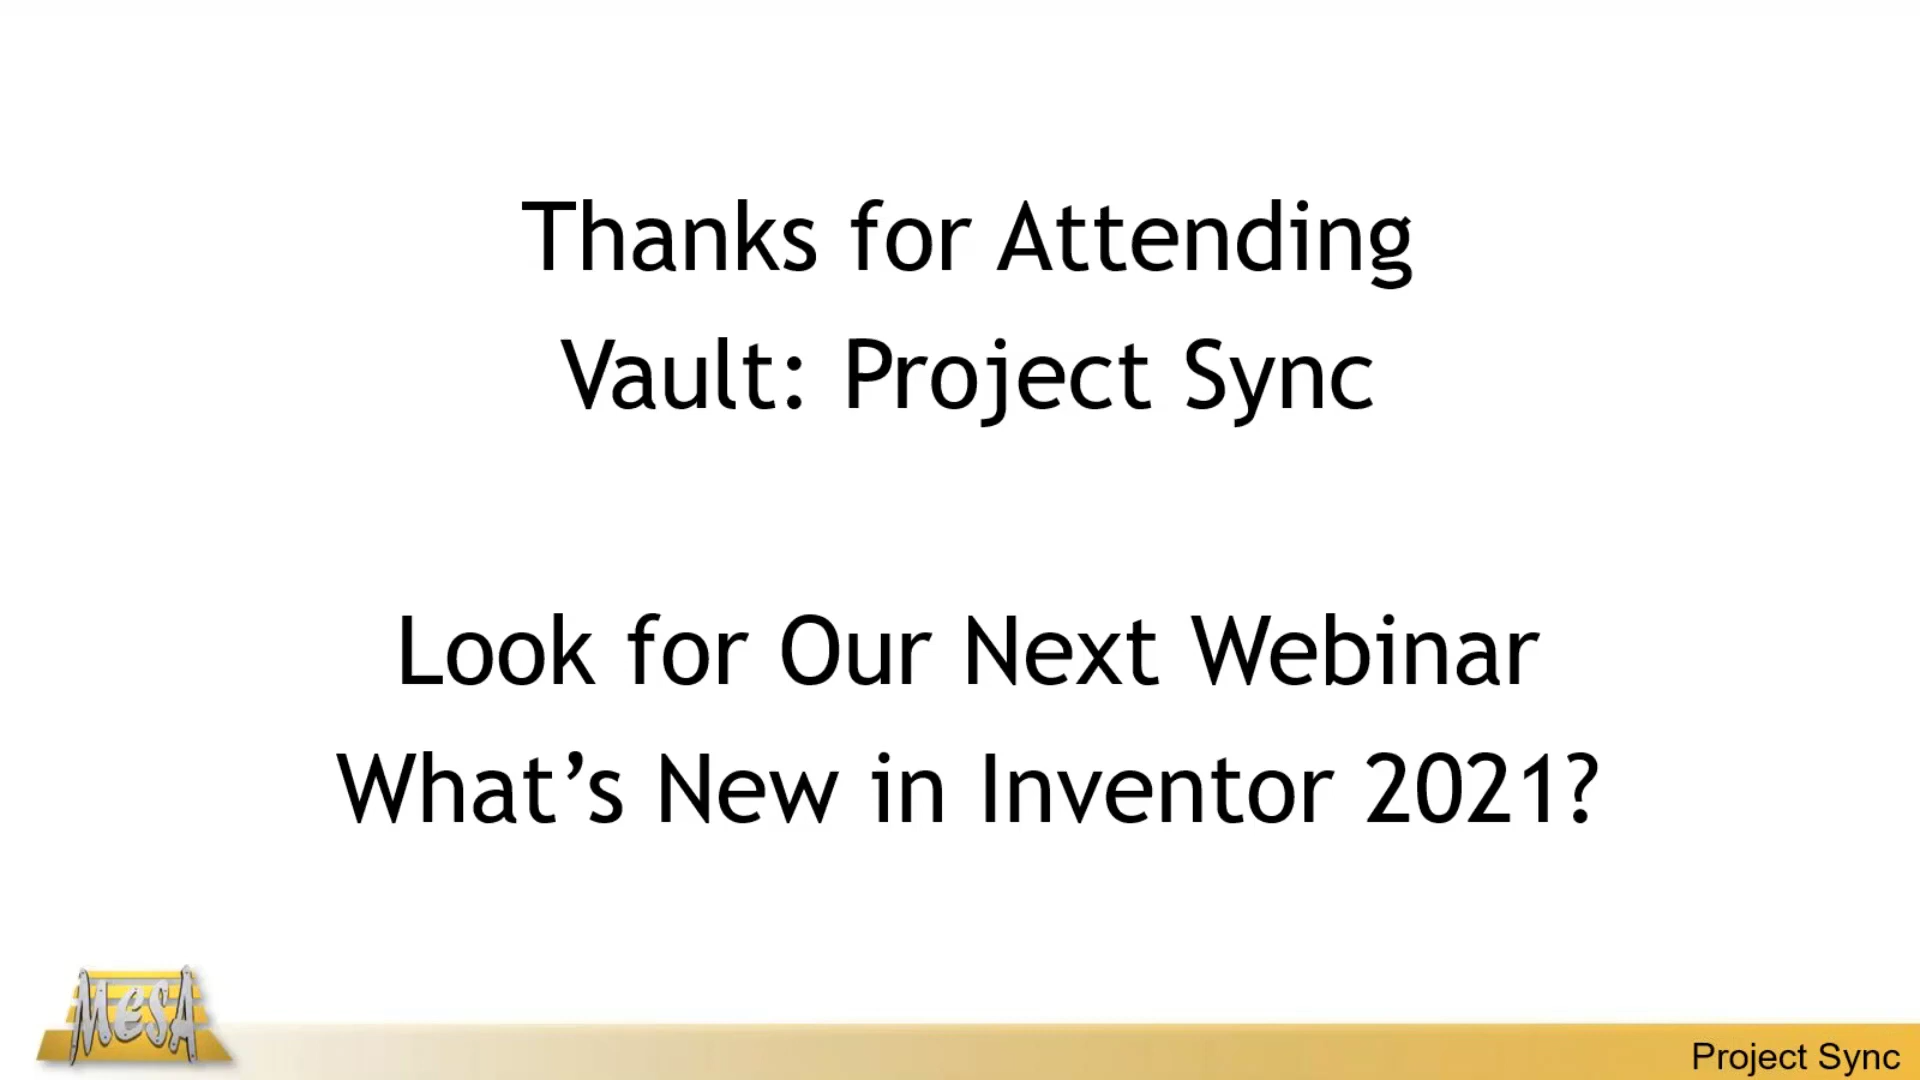 Thanks for Attending
Vault: Project Sync
Look for Our Next Webinar
What’s New in Inventor 2021?
MESA
Project Sync